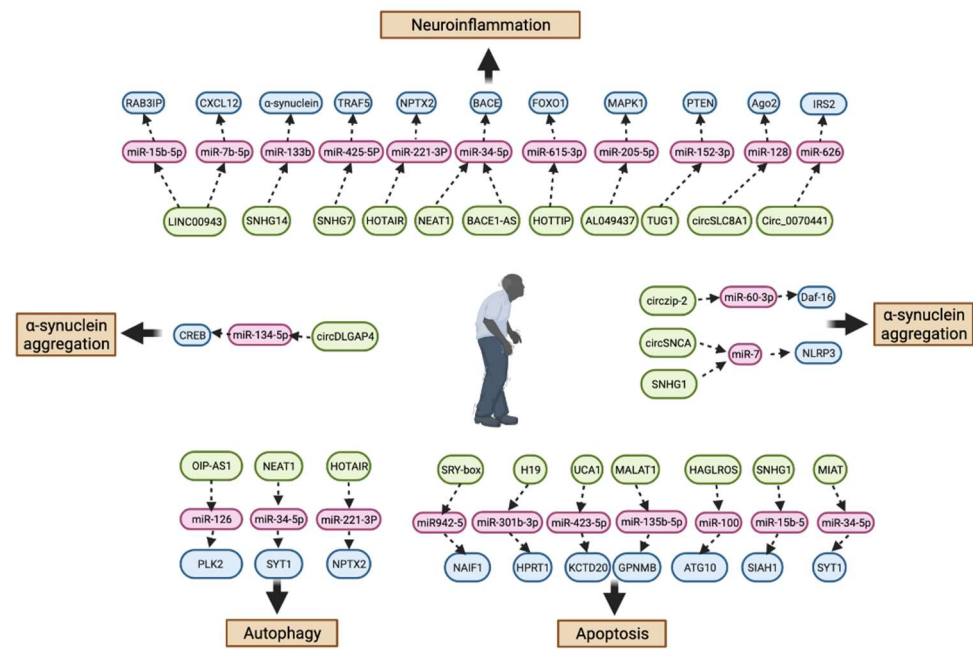 Neuroinflammation
RAB3IP CXCL12 α-synuclein TRAF5 NPTX2 BACE FOXO1 MAPK1 PTEN Ago2 IRS2
miR-15b-5p miR-7b-5p miR-133b miR-425-5P miR-221-3P miR-34-5p miR-615-3p miR-205-5p miR-152-3p miR-128 miR-626
LINC00943 SNHG14 SNHG7 HOTAIR NEAT1 BACE1-AS HOTTIP AL049437 TUG1 circSLC8A1 Circ_0070441
α-synuclein
aggregation
CREB miR-134-5p circDLGAP4
circzip-2 miR-60-3p Daf-16
circSNCA
miR-7 NLRP3
SNHG1
α-synuclein
aggregation
OIP-AS1 NEAT1 HOTAIR
miR-126 miR-34-5p miR-221-3P
PLK2 SYT1 NPTX2
Autophagy
SRY-box H19 UCA1 MALAT1 HAGLROS SNHG1 MIAT
miR942-5 miR-301b-3p miR-423-5p miR-135b-5p miR-100 miR-15b-5 miR-34-5p
NAIF1 HPRT1 KCTD20 GPNMB ATG10 SIAH1 SYT1
Apoptosis